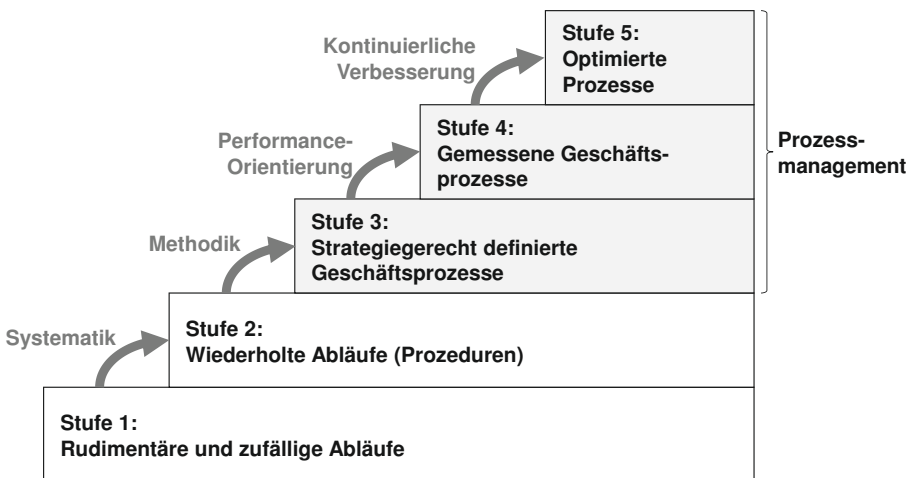 Kontinuierliche
Verbesserung
Stufe 5:
Optimierte
Prozesse
Performance-
Orientierung
Stufe 4:
Gemessene Geschäfts-
prozesse
Prozess-
management
Methodik
Stufe 3:
Strategiegerecht definierte
Geschäftsprozesse
Systematik
Stufe 2:
Wiederholte Abläufe (Prozeduren)
Stufe 1:
Rudimentäre und zufällige Abläufe